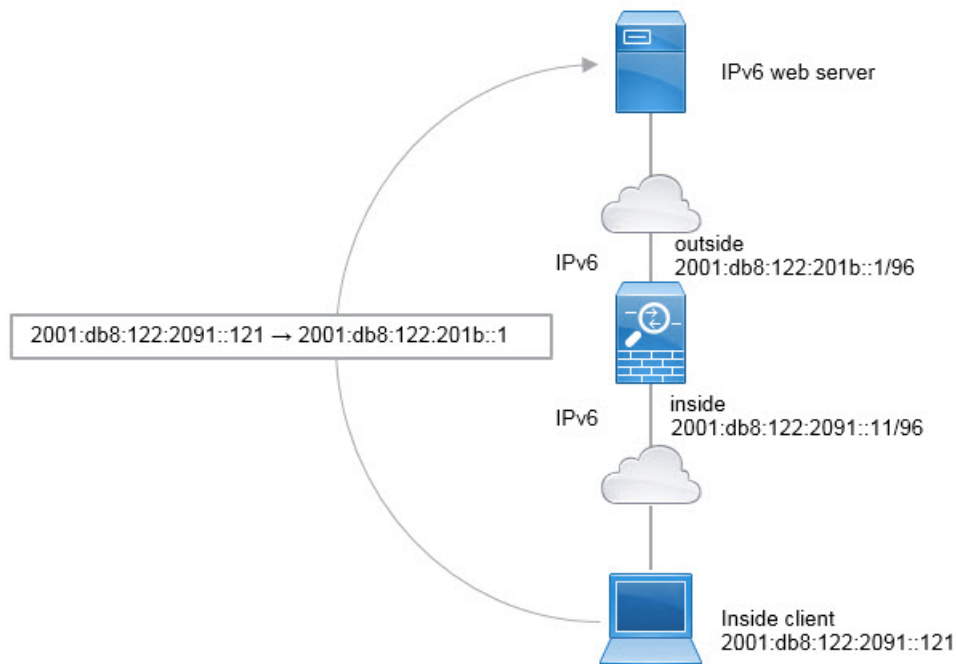 IPv6 web server
outside
IPv6
2001:db8:122:201b::1/96
2001:db8:122:2091::121 → 2001:db8:122:201b::1
inside
IPv6
2001:db8:122:2091::11/96
Inside client
2001:db8:122:2091::121